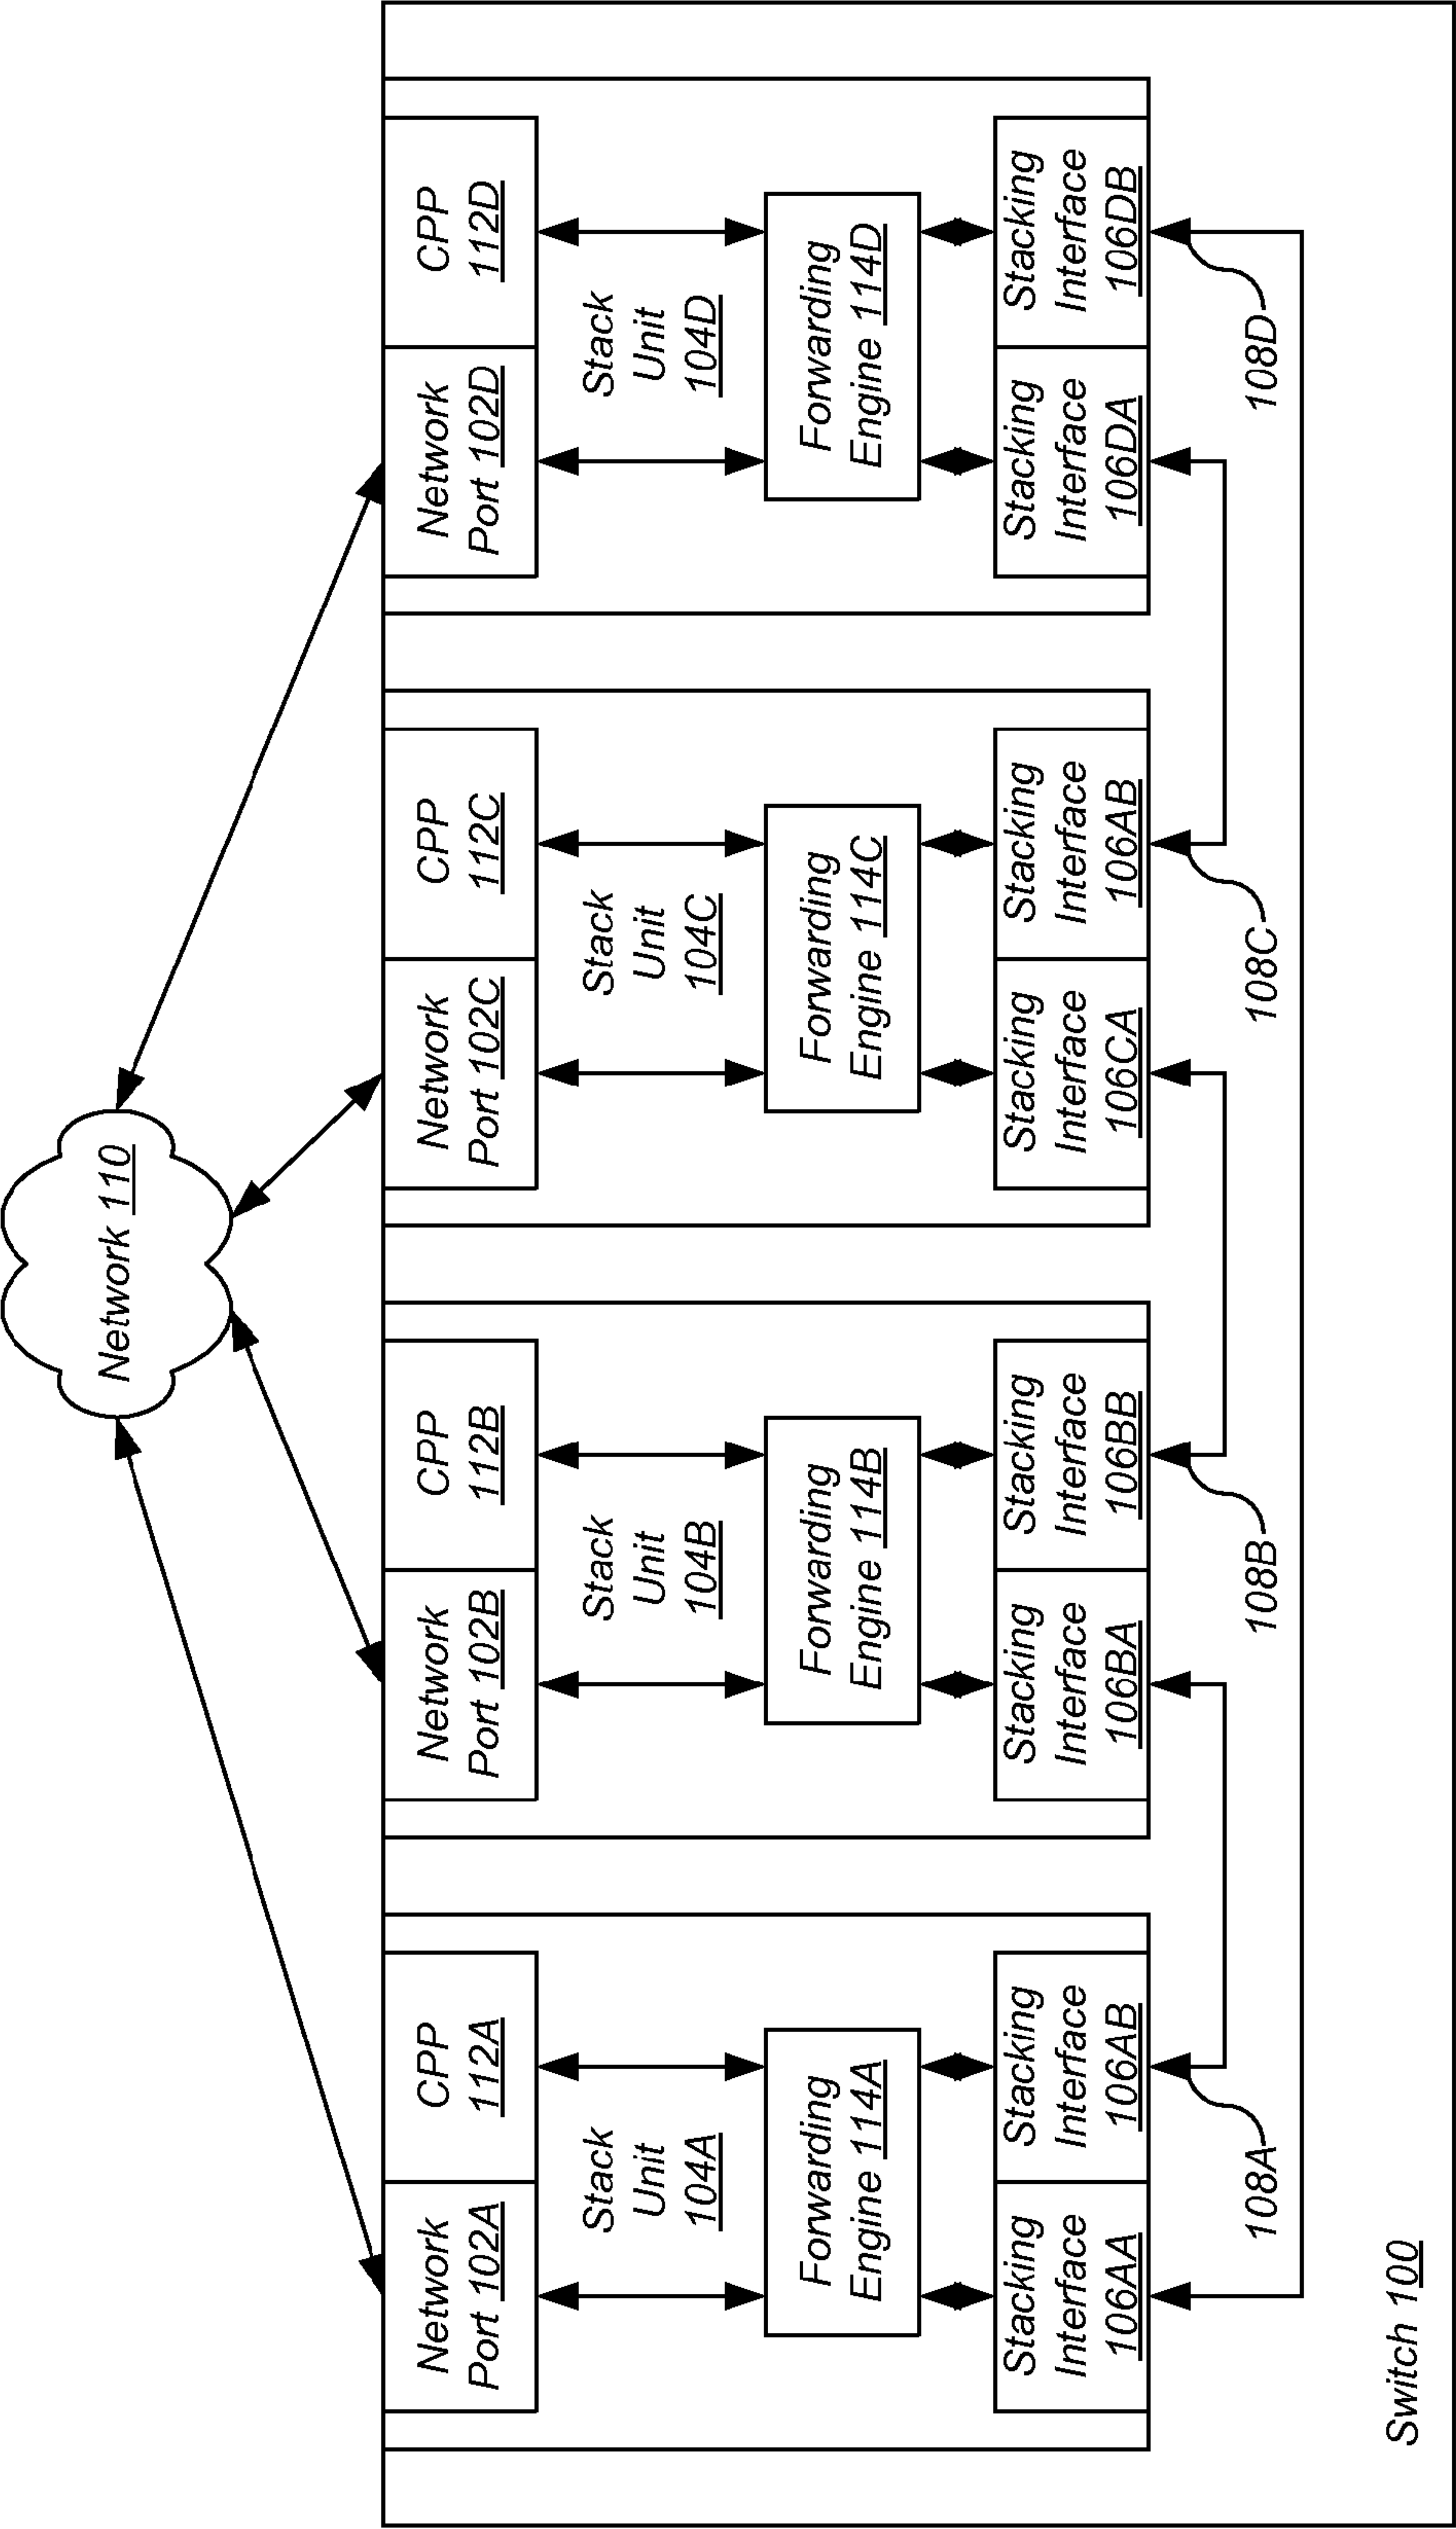 Network 110
Network
Port 102A
CPP
112A
Network
Port 102B
CPP
112B
Network
Port 102C
CPP
112C
Network
Port 102D
CPP
112D
Stack
Unit
104A
Stack
Unit
104B
Stack
Unit
104C
Stack
Unit
104D
Forwarding
Engine 114A
Forwarding
Engine 114B
Forwarding
Engine 114C
Forwarding
Engine 114D
Stacking
Interface
106AA
Stacking
Interface
106AB
Stacking
Interface
106BA
Stacking
Interface
106BB
Stacking
Interface
106CA
Stacking
Interface
106AB
Stacking
Interface
106DA
Stacking
Interface
106DB
108A
108B
108C
108D
Switch 100